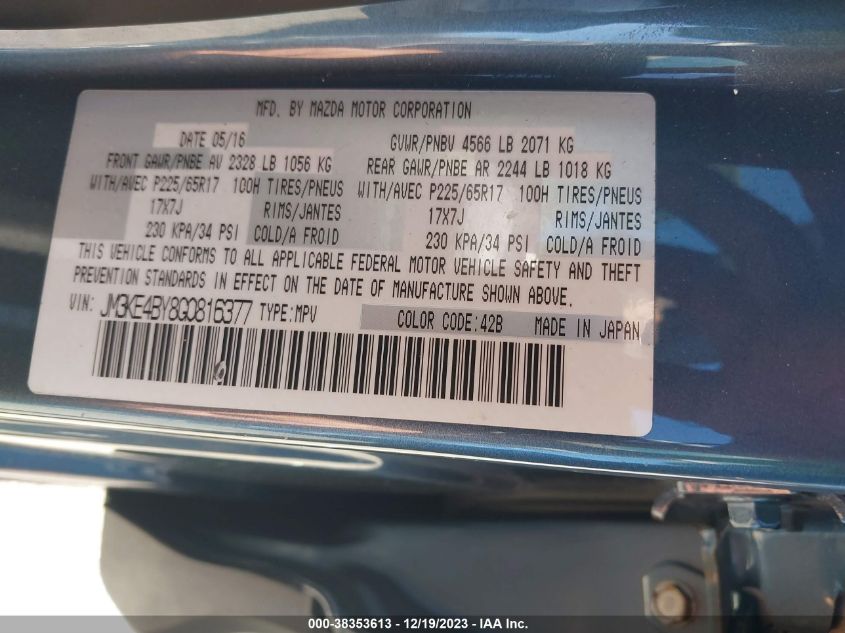 MFD. BY MAZDA MOTOR CORPORATION
DATE 05/16 GVWR/PNBV 4566 LB 2071 KG
FRONT GAWR/PNBE AV 2328 LB 1056 KG REAR GAWR/PNBE AR 2244 LB 1018 KG
WITH/AVEC P225/65R17 100H TIRES/PNEUS WITH/AVEC P225/65R17 100H TIRES/PNEUS
17X7J RIMS/JANTES 17X7J RIMS/JANTES
230 KPA/34 PSI COLD/A FROID 230 KPA/34 PSI COLD/A FROID
THIS VEHICLE CONFORMS TO ALL APPLICABLE FEDERAL MOTOR VEHICLE SAFETY AND THEFT
PREVENTION STANDARDS IN EFFECT ON THE DATE OF MANUFACTURE SHOWN ABOVE.
VIN: JM3KE4BY8G0816377 TYPE:MPV COLOR CODE:42B MADE IN JAPAN
000-38353613 - 12/19/2023 - IAA Inc.